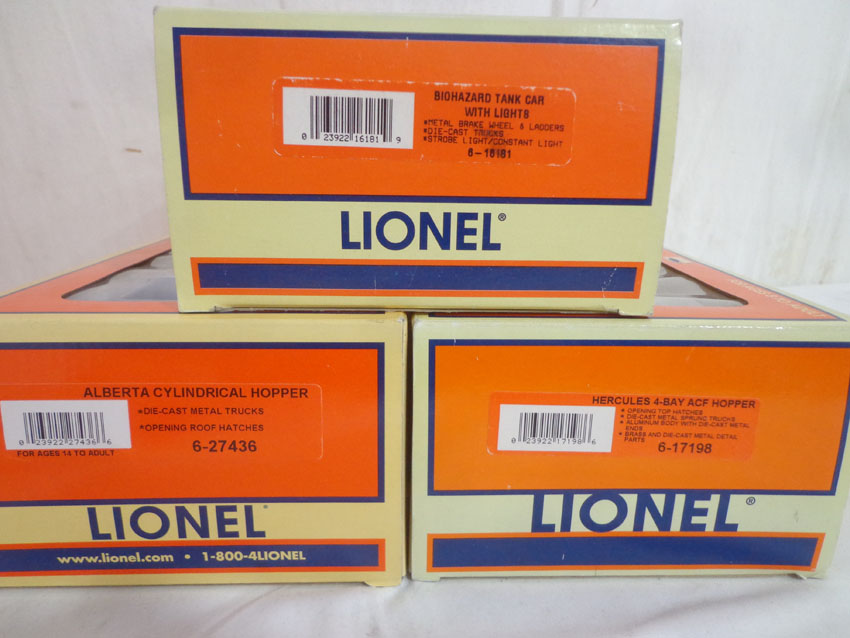 BIOHAZARD TANK CAR
WITH LIGHTS
*METAL BRAKE WHEEL & LADDERS
*DIE-CAST TRUCKS
*STROBE LIGHT/CONSTANT LIGHT
6-16181
0 23922 16181 9
LIONEL®
ALBERTA CYLINDRICAL HOPPER
*DIE-CAST METAL TRUCKS
*OPENING ROOF HATCHES
6-27436
0 23922 27436 6
FOR AGES 14 TO ADULT
LIONEL
www.lionel.com • 1-800-4LIONEL
HERCULES 4-BAY ACF HOPPER
* OPENING TOP HATCHES
* DIE-CAST METAL SPRUNG TRUCKS
* ALUMINUM BODY WITH DIE-CAST METAL
ENDS
* BRASS AND DIE-CAST METAL DETAIL
PARTS
6-17198
0 23922 17198 6
LIONEL®